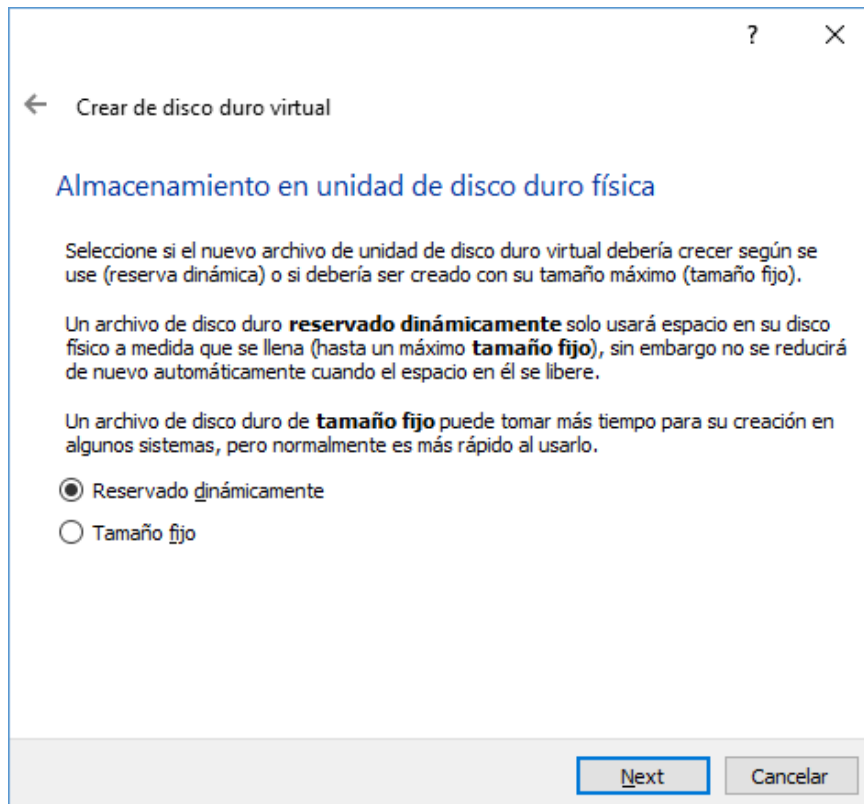 ?
Crear de disco duro virtual
Almacenamiento en unidad de disco duro física
Seleccione si el nuevo archivo de unidad de disco duro virtual debería crecer según se
use (reserva dinámica) o si debería ser creado con su tamaño máximo (tamaño fijo).
Un archivo de disco duro reservado dinámicamente solo usará espacio en su disco
físico a medida que se llena (hasta un máximo tamaño fijo), sin embargo no se reducirá
de nuevo automáticamente cuando el espacio en él se libere.
Un archivo de disco duro de tamaño fijo puede tomar más tiempo para su creación en
algunos sistemas, pero normalmente es más rápido al usarlo.
Reservado dinámicamente
Tamaño fijo
Next
Cancelar